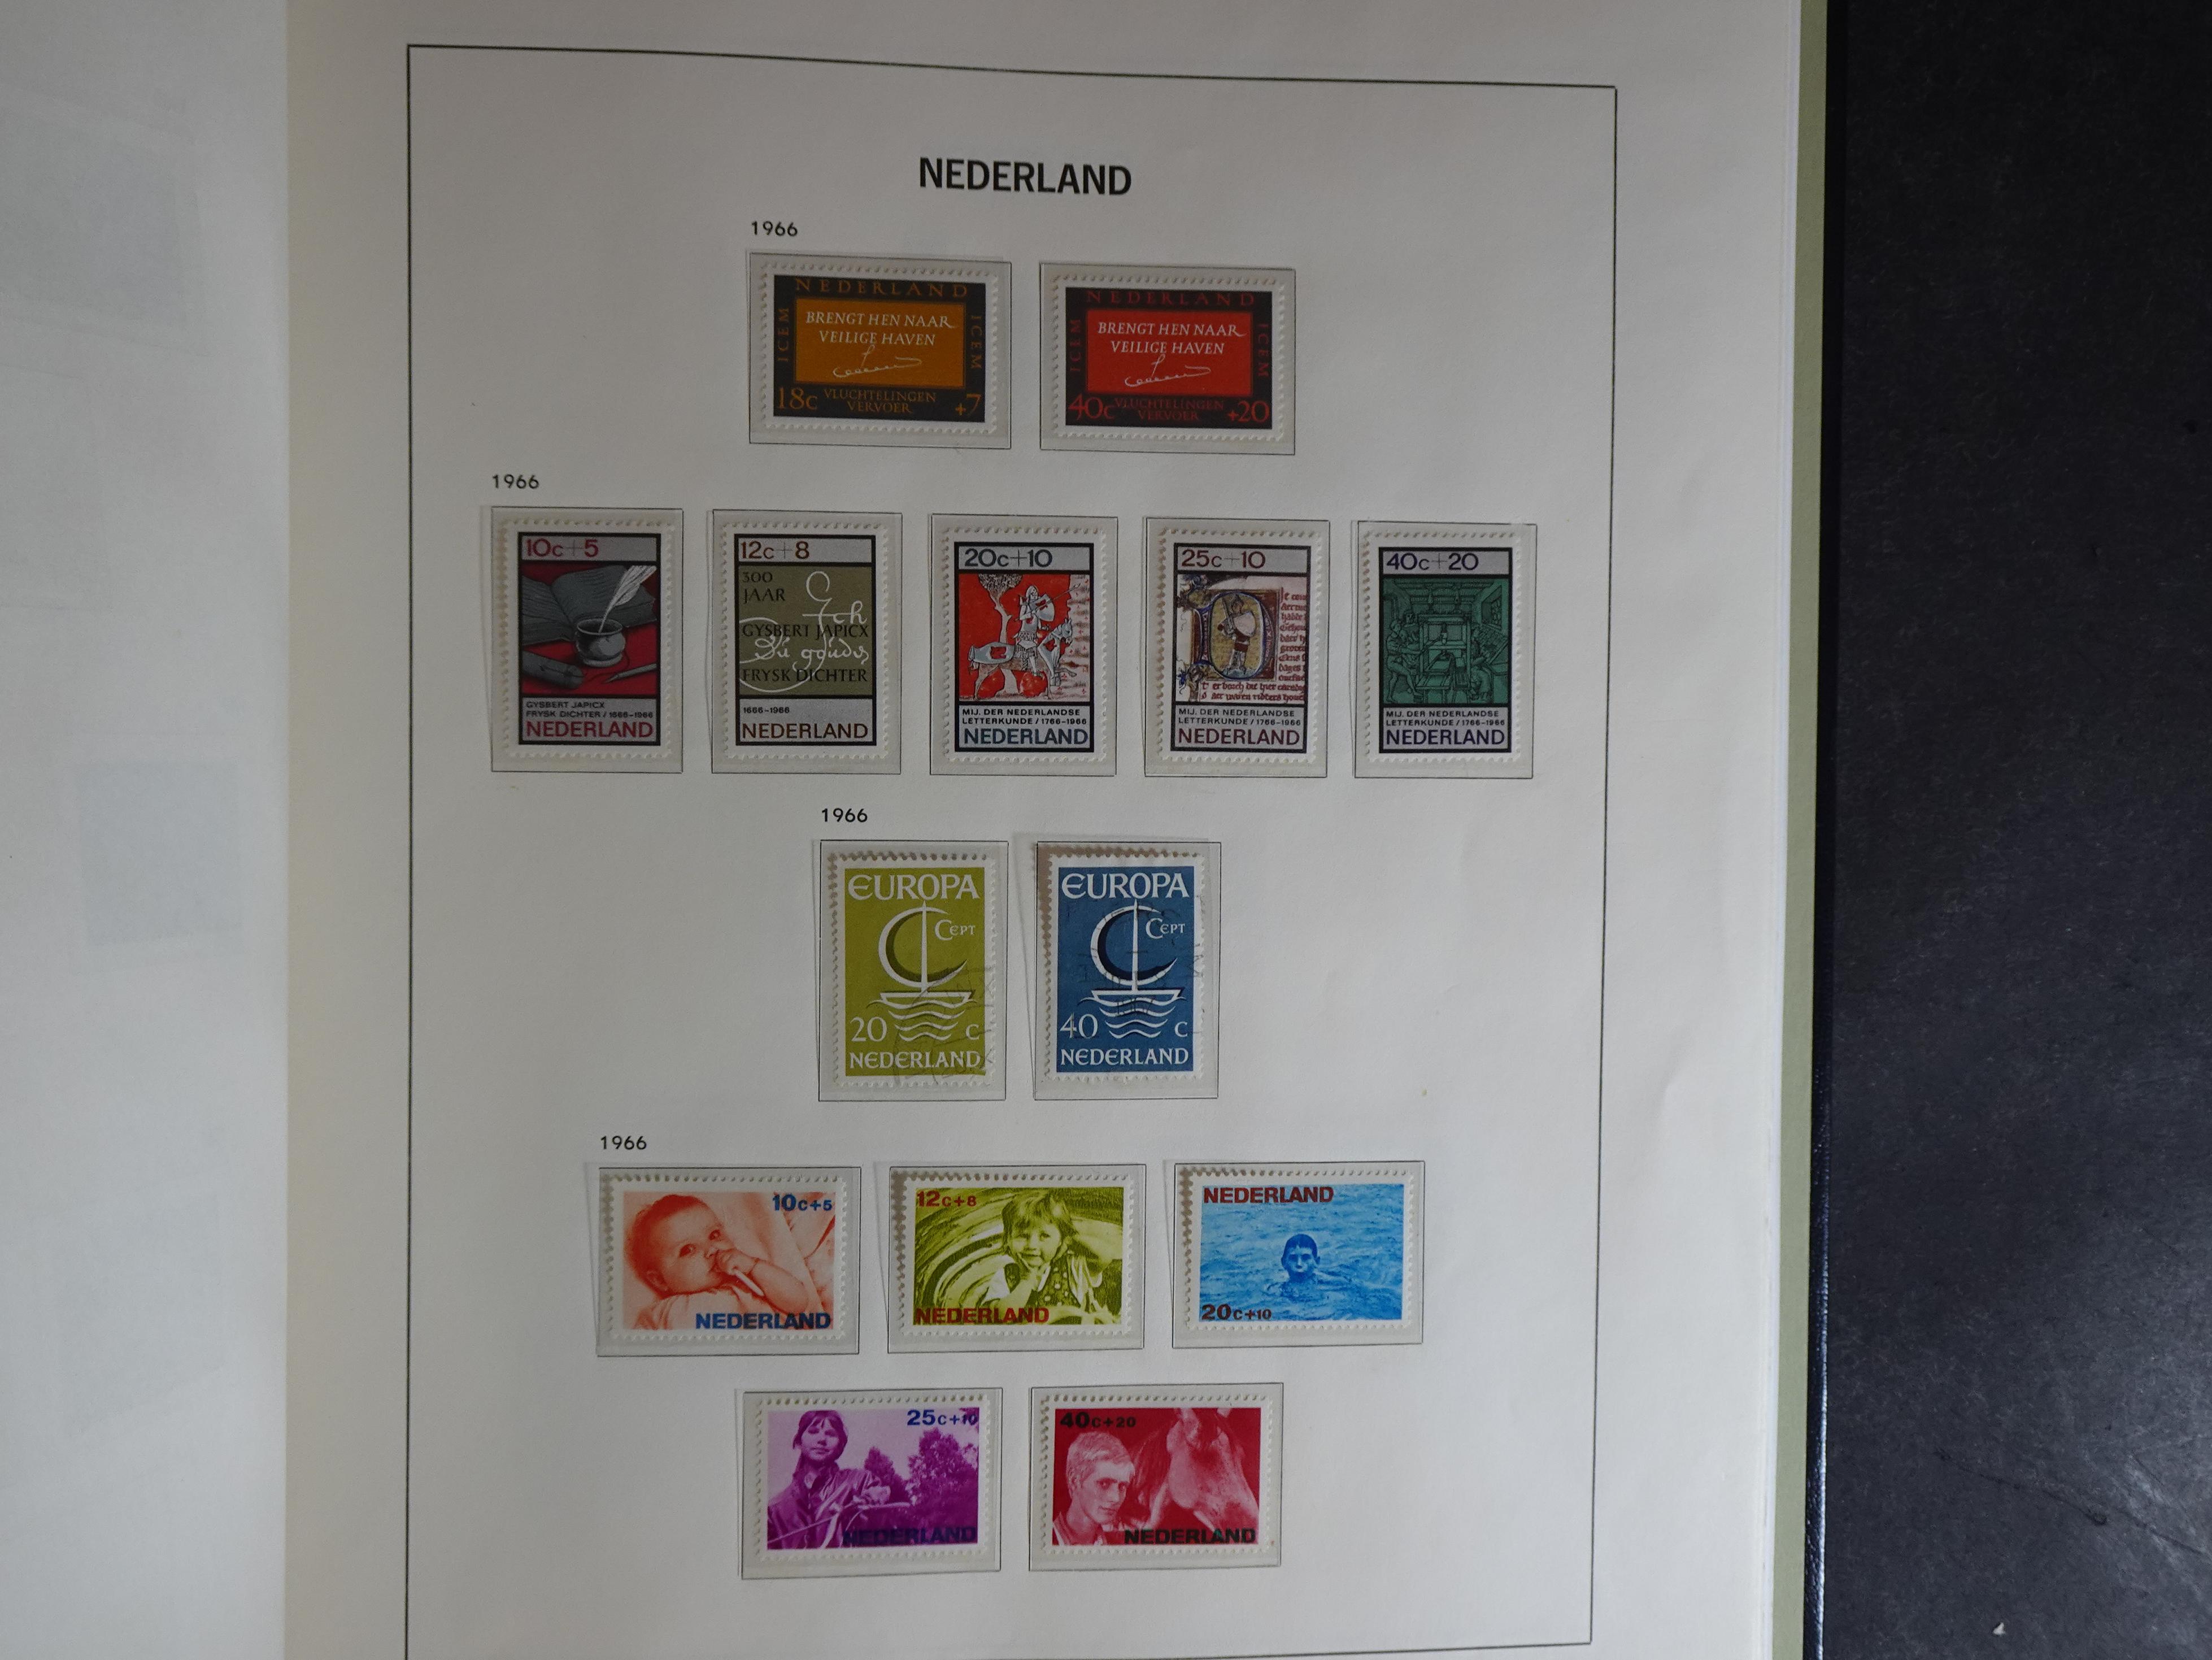 NEDERLAND
1966
NEDERLAND
ICEM
BRENGT HEN NAAR
VEILIGE HAVEN
ICEM
18c VLUCHTELINGEN VERVOER +7
NEDERLAND
ICEM
BRENGT HEN NAAR
VEILIGE HAVEN
ICEM
40c VLUCHTELINGEN VERVOER +20
1966
10c+5
GYSBERT JAPICX
FRYSK DICHTER / 1666-1966
NEDERLAND
12c+8
300
JAAR
GYSBERT JAPICX
FRYSK DICHTER
1666-1966
NEDERLAND
20c+10
MIJ. DER NEDERLANDSE
LETTERKUNDE / 1766-1966
NEDERLAND
25c+10
MIJ. DER NEDERLANDSE
LETTERKUNDE / 1766-1966
NEDERLAND
40c+20
MIJ. DER NEDERLANDSE
LETTERKUNDE / 1766-1966
NEDERLAND
1966
EUROPA
CEPT
20 c
NEDERLAND
EUROPA
CEPT
40 c
NEDERLAND
1966
10c+5
NEDERLAND
12c+8
NEDERLAND
NEDERLAND
20c+10
25c+10
NEDERLAND
40c+20
NEDERLAND